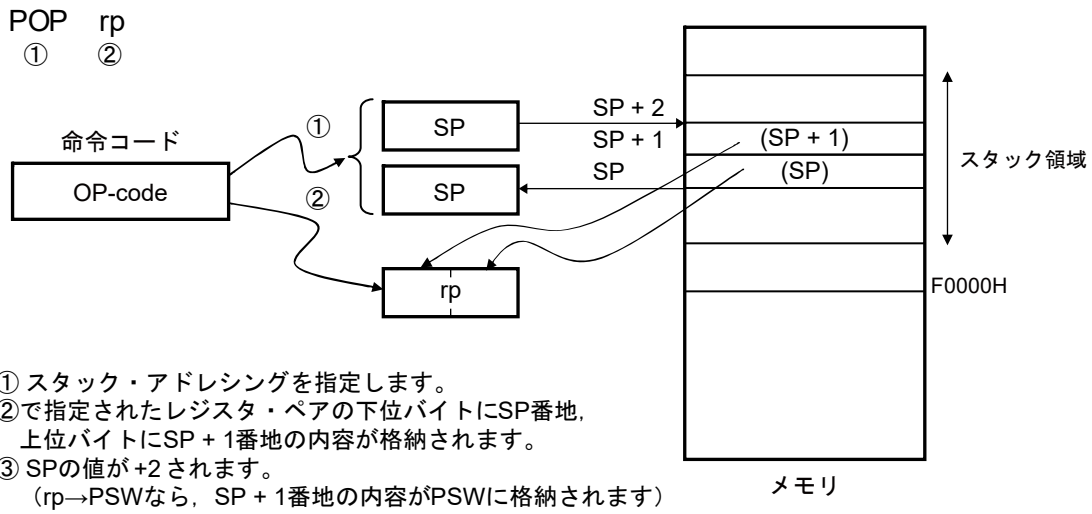 POP rp
① ②
命令コード
OP-code
①
②
SP
SP
rp
SP + 2
SP + 1
SP
(SP + 1)
(SP)
スタック領域
F0000H
メモリ
① スタック・アドレシングを指定します。
②で指定されたレジスタ・ペアの下位バイトにSP番地,
上位バイトにSP + 1番地の内容が格納されます。
③ SPの値が +2 されます。
（rp→PSWなら, SP + 1番地の内容がPSWに格納されます）